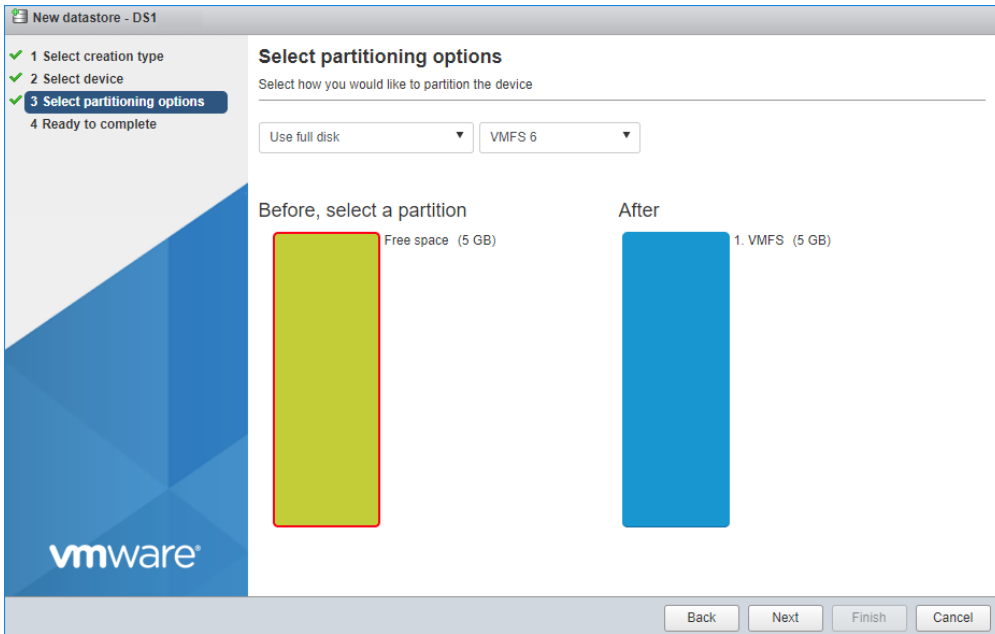 New datastore - DS1
1 Select creation type
2 Select device
3 Select partitioning options
4 Ready to complete
Select partitioning options
Select how you would like to partition the device
Use full disk
VMFS 6
Before, select a partition
Free space (5 GB)
After
1. VMFS (5 GB)
vmware®
Back
Next
Finish
Cancel